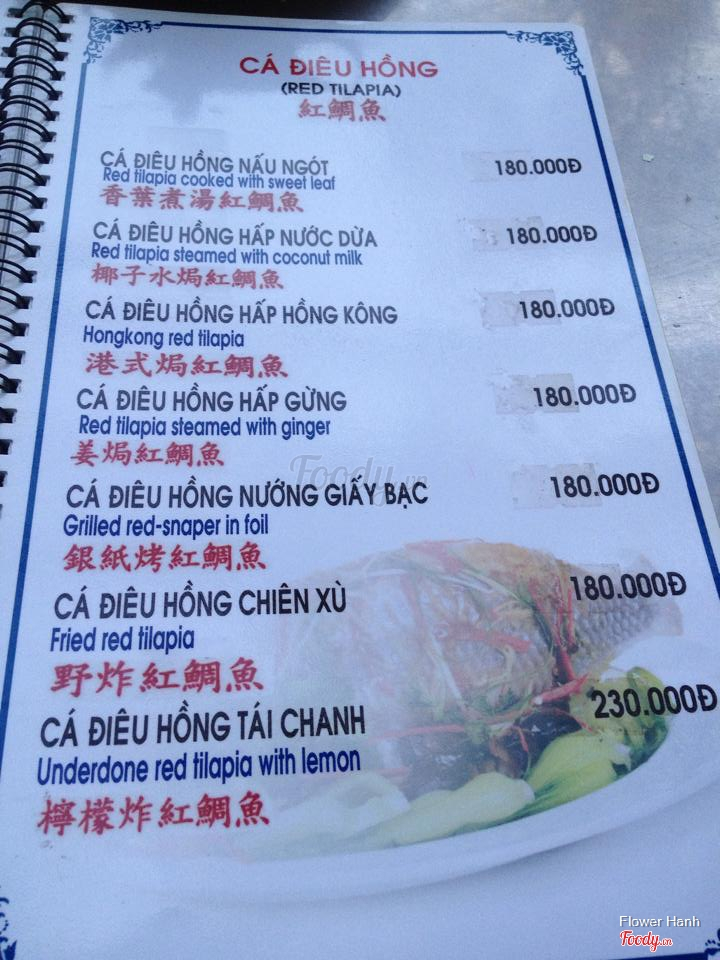 CÁ ĐIÊU HỒNG
(RED TILAPIA)
紅鯛魚
CÁ ĐIÊU HỒNG NẤU NGÓT 180.000Đ
Red tilapia cooked with sweet leaf
香葉煮湯紅鯛魚
CÁ ĐIÊU HỒNG HẤP NƯỚC DỪA 180.000Đ
Red tilapia steamed with coconut milk
椰子水焗紅鯛魚
CÁ ĐIÊU HỒNG HẤP HỒNG KÔNG 180.000Đ
Hongkong red tilapia
港式焗紅鯛魚
CÁ ĐIÊU HỒNG HẤP GỪNG 180.000Đ
Red tilapia steamed with ginger
姜焗紅鯛魚
CÁ ĐIÊU HỒNG NƯỚNG GIẤY BẠC 180.000Đ
Grilled red-snaper in foil
銀紙烤紅鯛魚
CÁ ĐIÊU HỒNG CHIÊN XÙ 180.000Đ
Fried red tilapia
野炸紅鯛魚
CÁ ĐIÊU HỒNG TÁI CHANH 230.000Đ
Underdone red tilapia with lemon
檸檬炸紅鯛魚
Foody.vn
Flower Hanh
Foody.vn